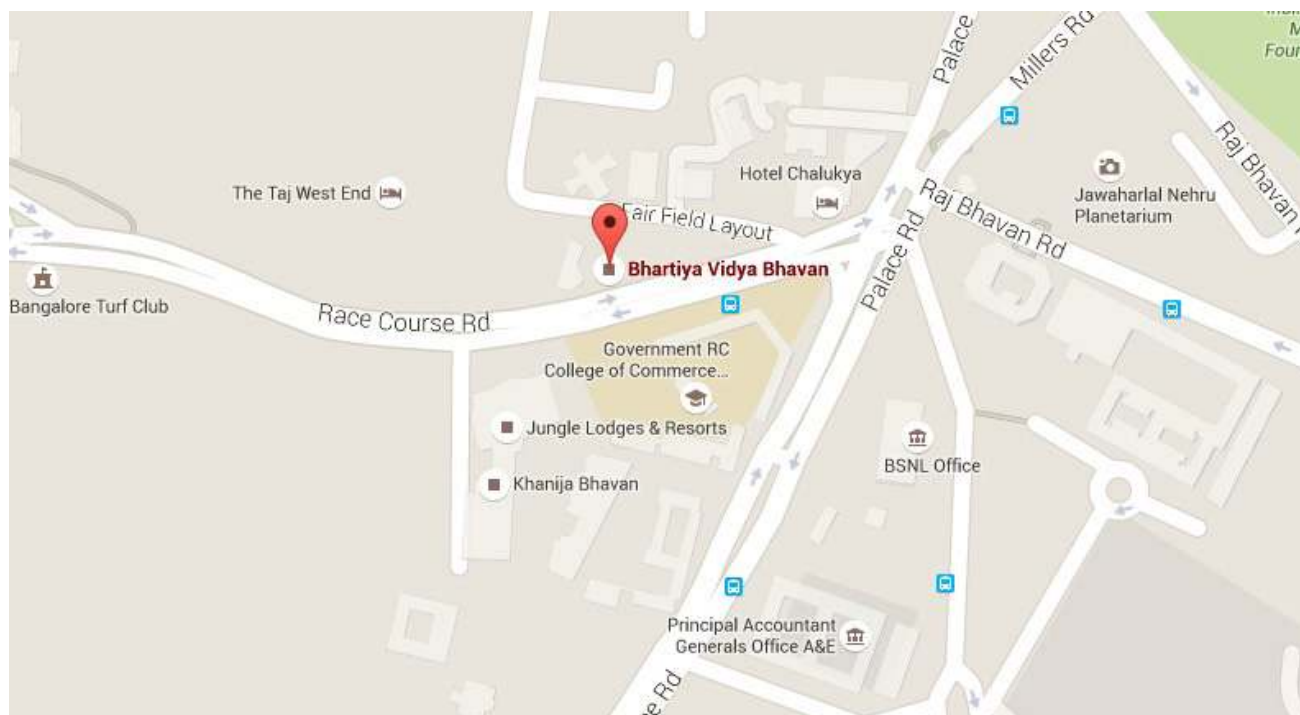 Palace
Millers Rd
M
Four
Raj Bhavan R
The Taj West End
Hotel Chalukya
Jawaharlal Nehru
Planetarium
Fair Field Layout
Raj Bhavan Rd
Bhartiya Vidya Bhavan
Palace Rd
Bangalore Turf Club
Race Course Rd
Government RC
College of Commerce...
Jungle Lodges & Resorts
BSNL Office
Khanija Bhavan
Principal Accountant
Generals Office A&E
se Rd